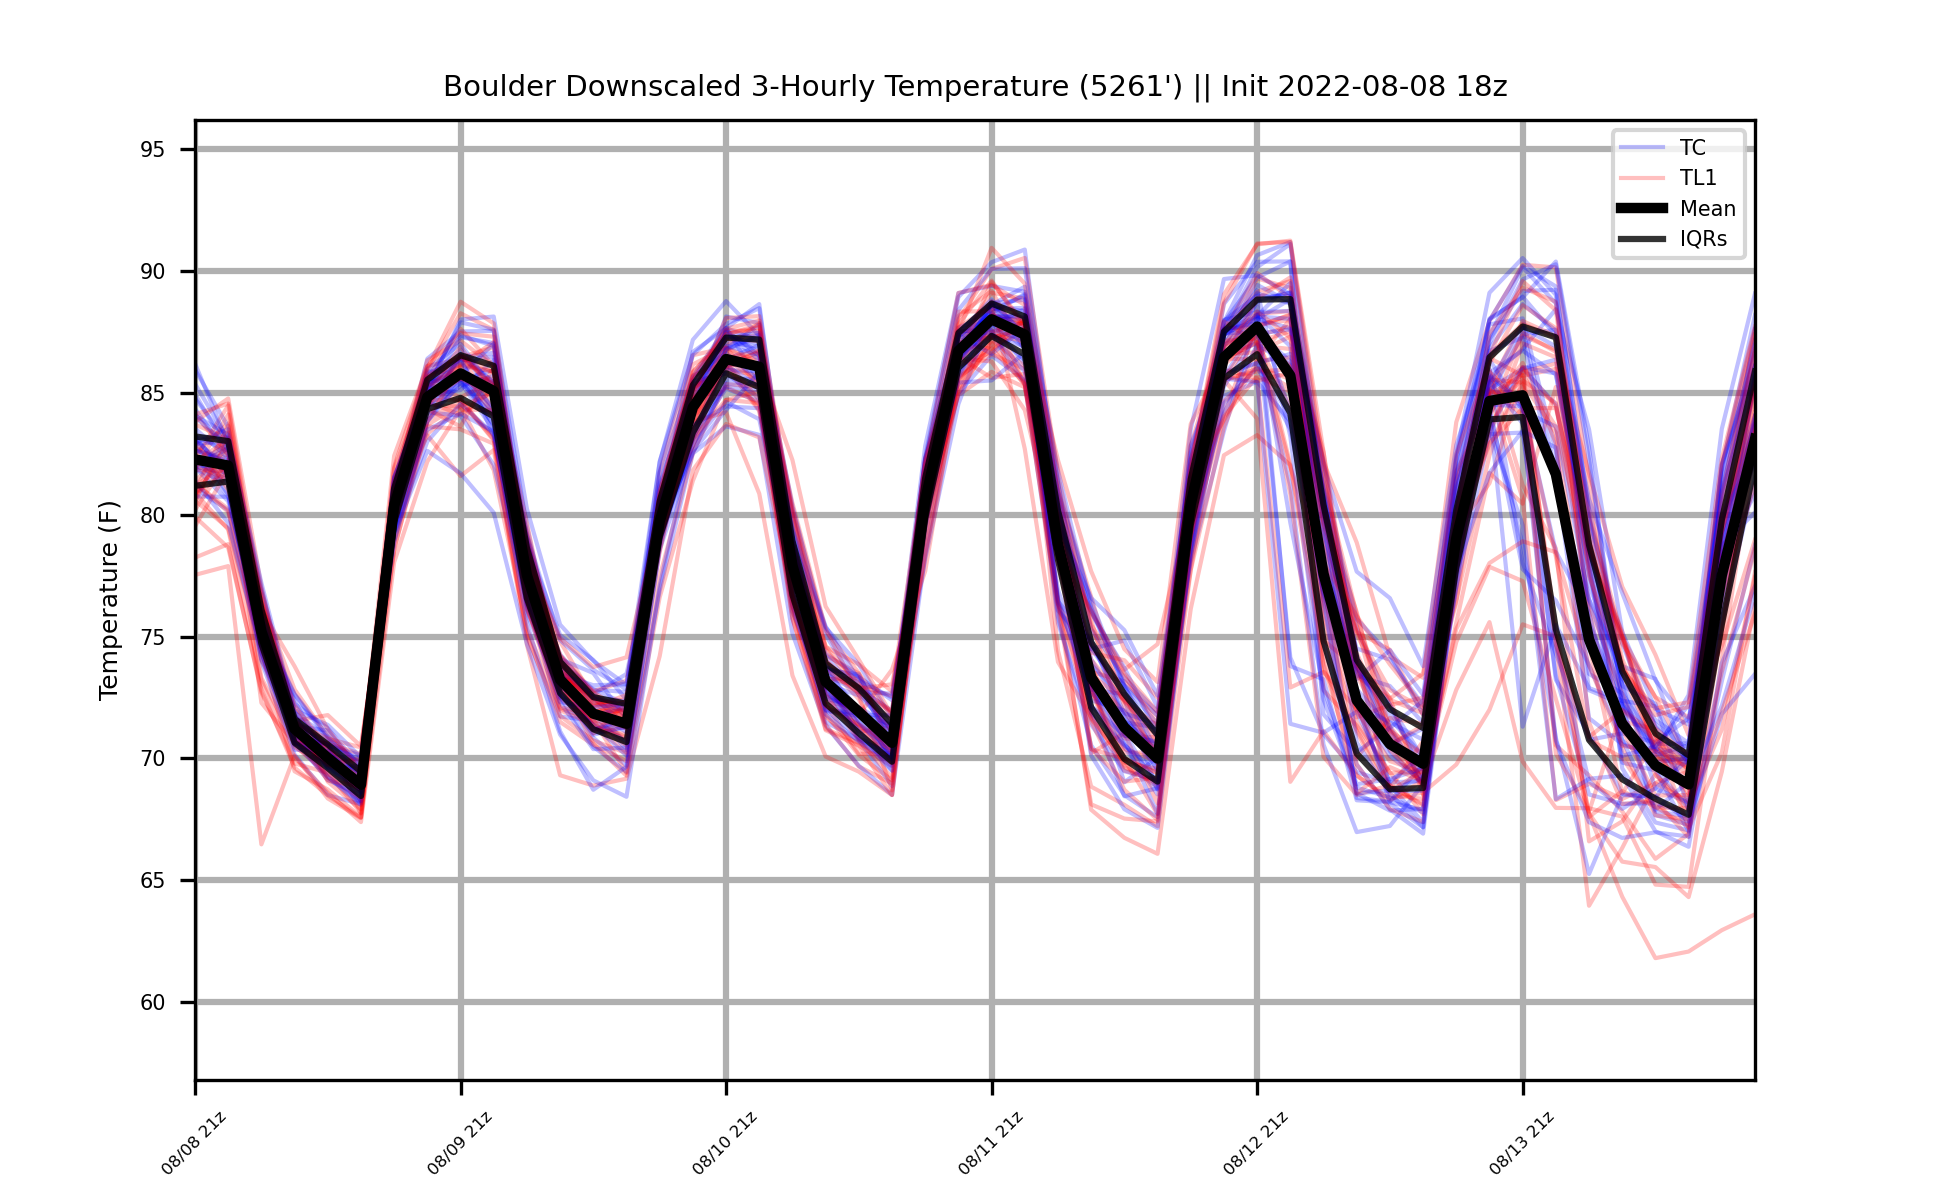 Boulder Downscaled 3-Hourly Temperature (5261') || Init 2022-08-08 18z
TC
TL1
Mean
IQRs
Temperature (F)
95
90
85
80
75
70
65
60
08/08 21z
08/09 21z
08/10 21z
08/11 21z
08/12 21z
08/13 21z